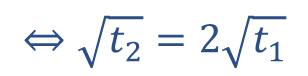 ⇔ √t₂ = 2√t₁